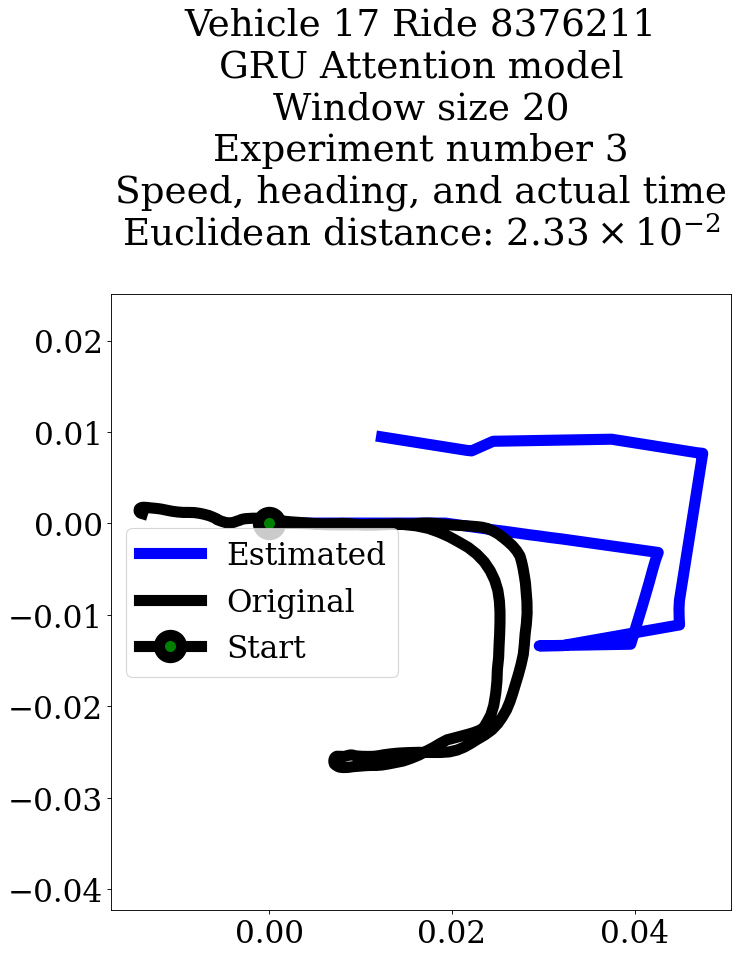 Vehicle 17 Ride 8376211
GRU Attention model
Window size 20
Experiment number 3
Speed, heading, and actual time
Euclidean distance: 2.33 × 10⁻²
0.02
0.01
0.00
−0.01
−0.02
−0.03
−0.04
Estimated
Original
Start
0.00 0.02 0.04